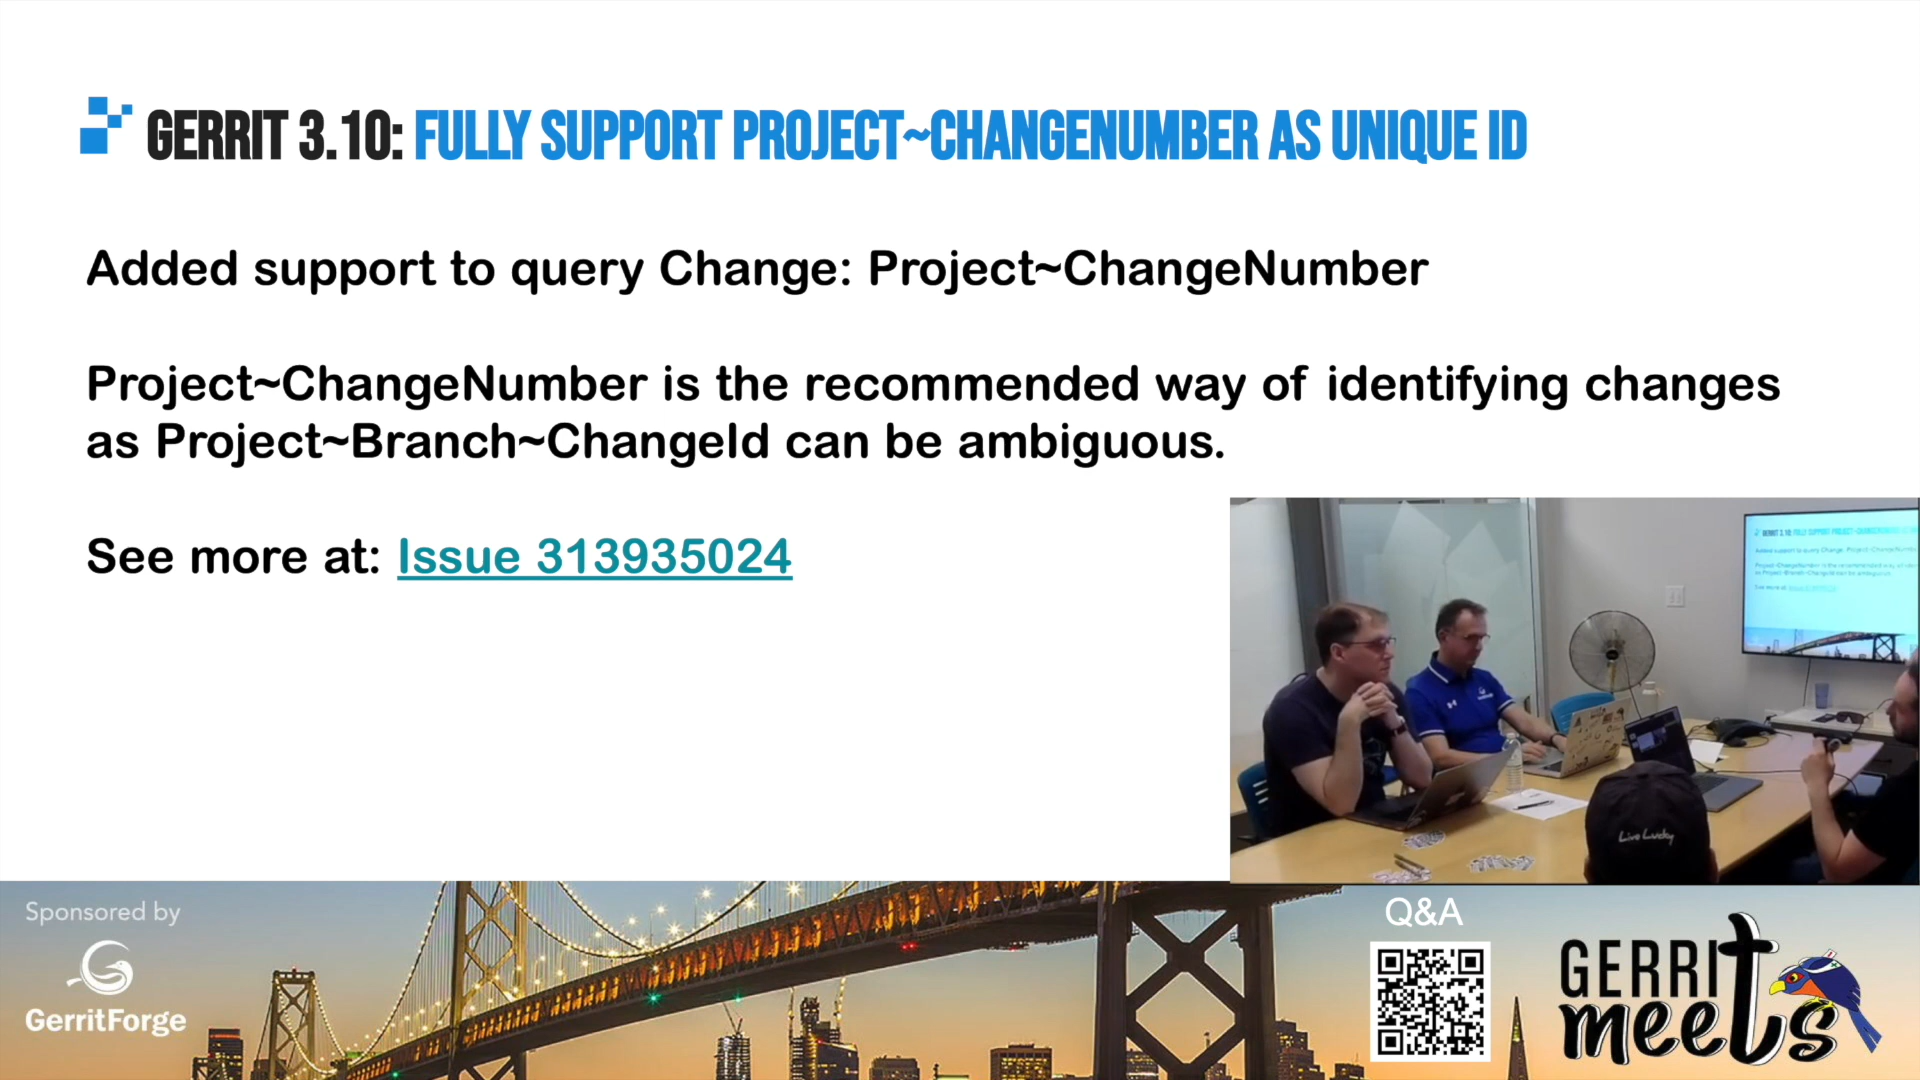 GERRIT 3.10: FULLY SUPPORT PROJECT~CHANGENUMBER AS UNIQUE ID
Added support to query Change: Project~ChangeNumber
Project~ChangeNumber is the recommended way of identifying changes
as Project~Branch~ChangeId can be ambiguous.
See more at: Issue 313935024
Live Lucky
Sponsored by
GerritForge
Q&A
GERRIT
meets